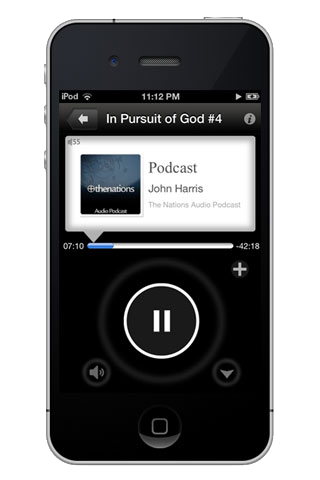 iPod 11:12 PM
In Pursuit of God #4
55
thenations
Audio Podcast
Podcast
John Harris
The Nations Audio Podcast
07:10 -42:18